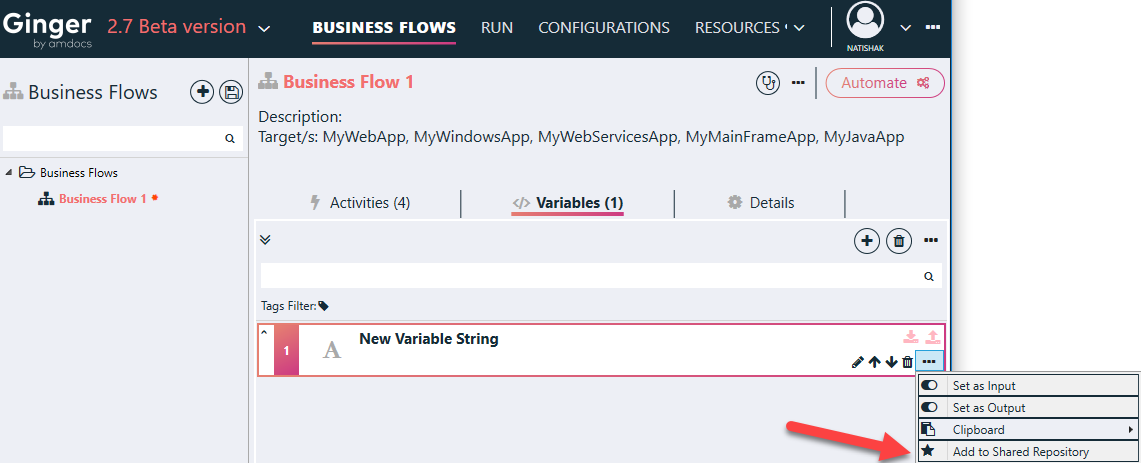 Ginger
by amdocs
2.7 Beta version
BUSINESS FLOWS
RUN
CONFIGURATIONS
RESOURCES
NATISHAK
Business Flows
Business Flows
Business Flow 1
Business Flow 1
Automate
Description:
Target/s: MyWebApp, MyWindowsApp, MyWebServicesApp, MyMainFrameApp, MyJavaApp
Activities (4)
Variables (1)
Details
Tags Filter:
1
A
New Variable String
Set as Input
Set as Output
Clipboard
Add to Shared Repository